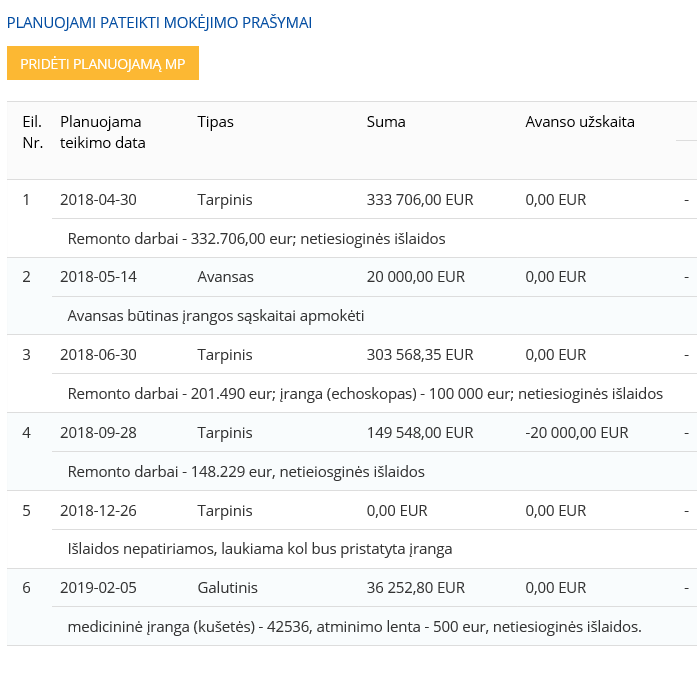 PLANUOJAMI PATEIKTI MOKĖJIMO PRAŠYMAI
PRIDĖTI PLANUOJAMĄ MP
Eil. Nr. Planuojama teikimo data Tipas Suma Avanso užskaita
1 2018-04-30 Tarpinis 333 706,00 EUR 0,00 EUR -
Remonto darbai - 332.706,00 eur; netiesioginės išlaidos
2 2018-05-14 Avansas 20 000,00 EUR 0,00 EUR -
Avansas būtinas įrangos sąskaitai apmokėti
3 2018-06-30 Tarpinis 303 568,35 EUR 0,00 EUR -
Remonto darbai - 201.490 eur; įranga (echoskopas) - 100 000 eur; netiesioginės išlaidos
4 2018-09-28 Tarpinis 149 548,00 EUR -20 000,00 EUR -
Remonto darbai - 148.229 eur, netieiosginės išlaidos
5 2018-12-26 Tarpinis 0,00 EUR 0,00 EUR -
Išlaidos nepatiriamos, laukiama kol bus pristatyta įranga
6 2019-02-05 Galutinis 36 252,80 EUR 0,00 EUR -
medicininė įranga (kušetės) - 42536, atminimo lenta - 500 eur, netiesioginės išlaidos.